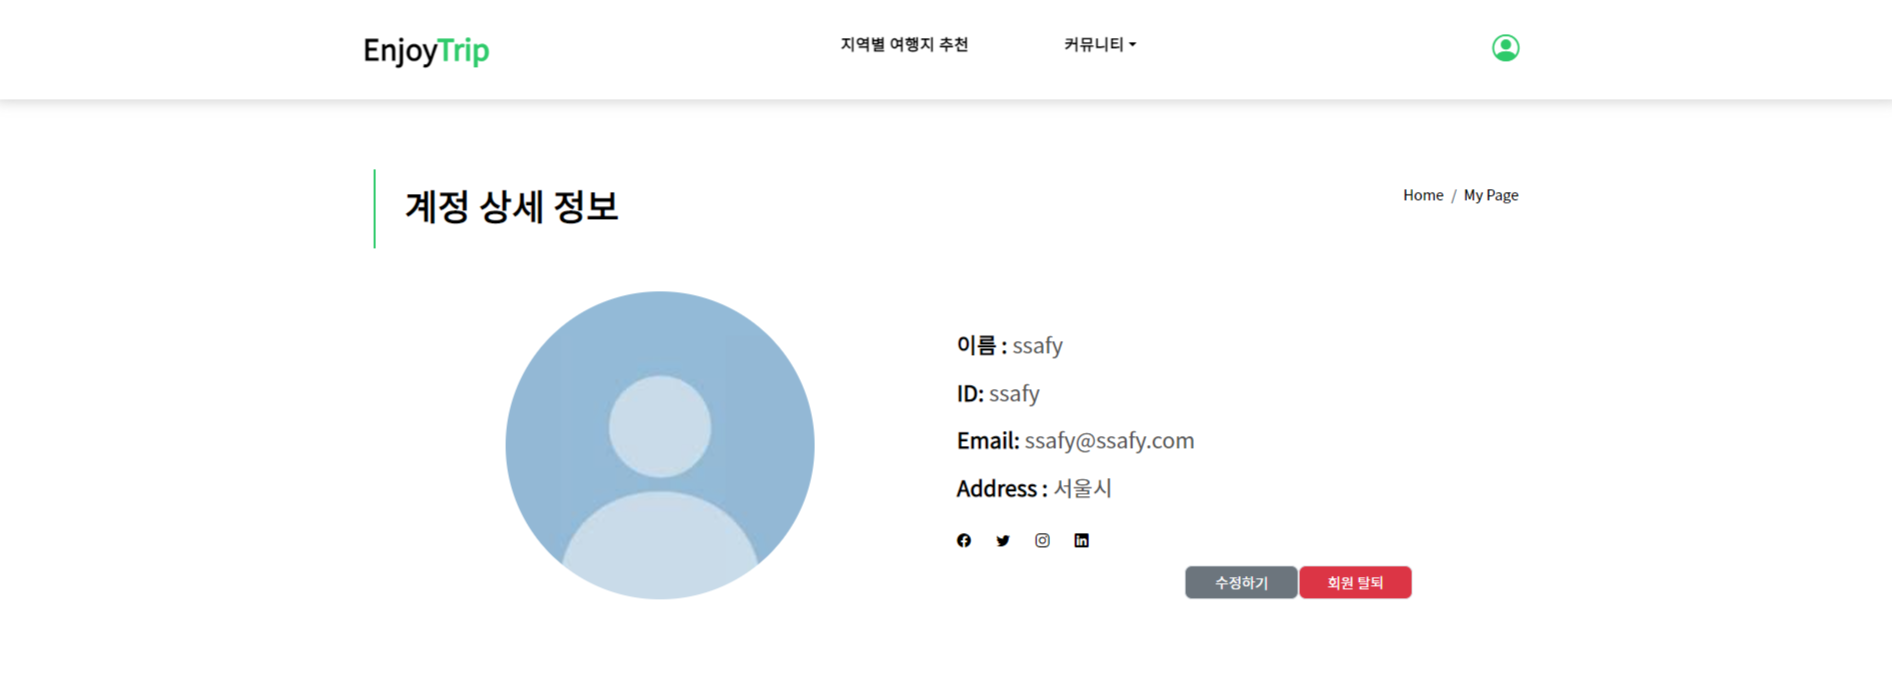 EnjoyTrip
지역별 여행지 추천
커뮤니티
계정 상세 정보
Home / My Page
이름 : ssafy
ID: ssafy
Email: ssafy@ssafy.com
Address : 서울시
수정하기
회원 탈퇴